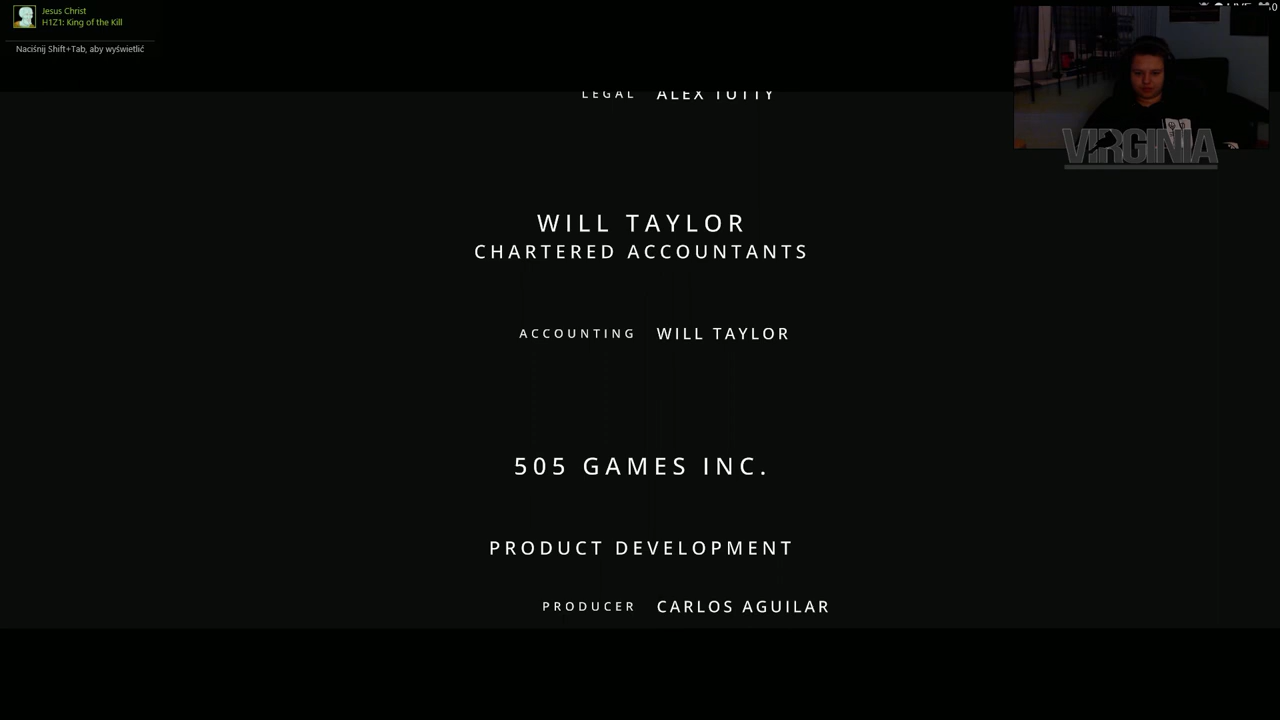 Jesus Christ
H1Z1: King of the Kill
Naciśnij Shift+Tab, aby wyświetlić
LIVE
VIRGINIA
LEGAL ALEX TUTTY
WILL TAYLOR
CHARTERED ACCOUNTANTS
ACCOUNTING WILL TAYLOR
505 GAMES INC.
PRODUCT DEVELOPMENT
PRODUCER CARLOS AGUILAR